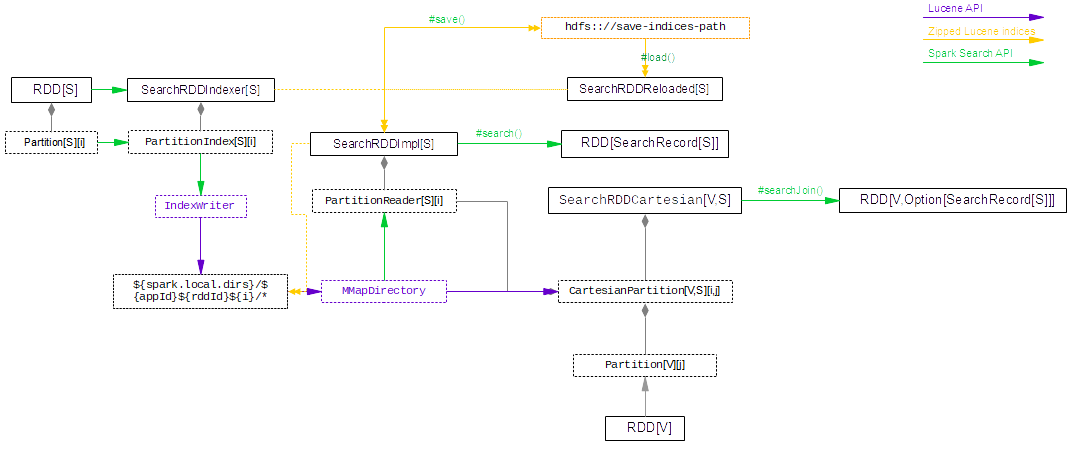 Lucene API
#save()
hdfs:://save-indices-path
Zipped Lucene indices
Spark Search API
#load()
RDD[S]
SearchRDDIndexer[S]
SearchRDDReloaded[S]
#search()
Partition[S][i]
PartitionIndex[S][i]
SearchRDDImpl[S]
RDD[SearchRecord[S]]
#searchJoin()
IndexWriter
PartitionReader[S][i]
SearchRDDCartesian[V,S]
RDD[V,Option[SearchRecord[S]]]
${spark.local.dirs}/$
{appId}${rddId}${i}/*
MMapDirectory
CartesianPartition[V,S][i,j]
Partition[V][j]
RDD[V]